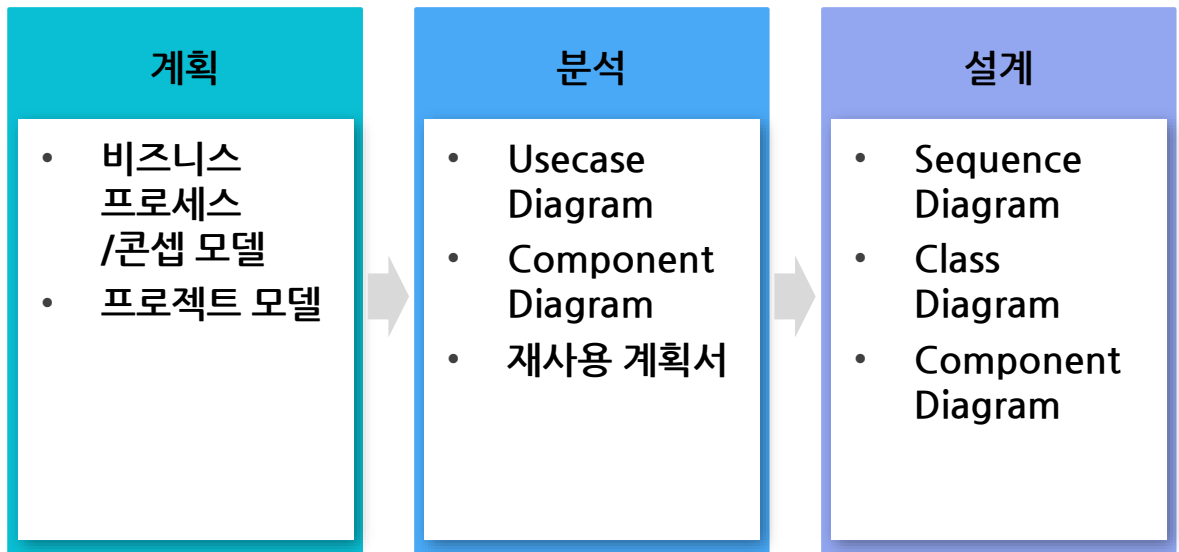 계획
• 비즈니스
프로세스
/콘셉 모델
• 프로젝트 모델
분석
• Usecase
Diagram
• Component
Diagram
• 재사용 계획서
설계
• Sequence
Diagram
• Class
Diagram
• Component
Diagram